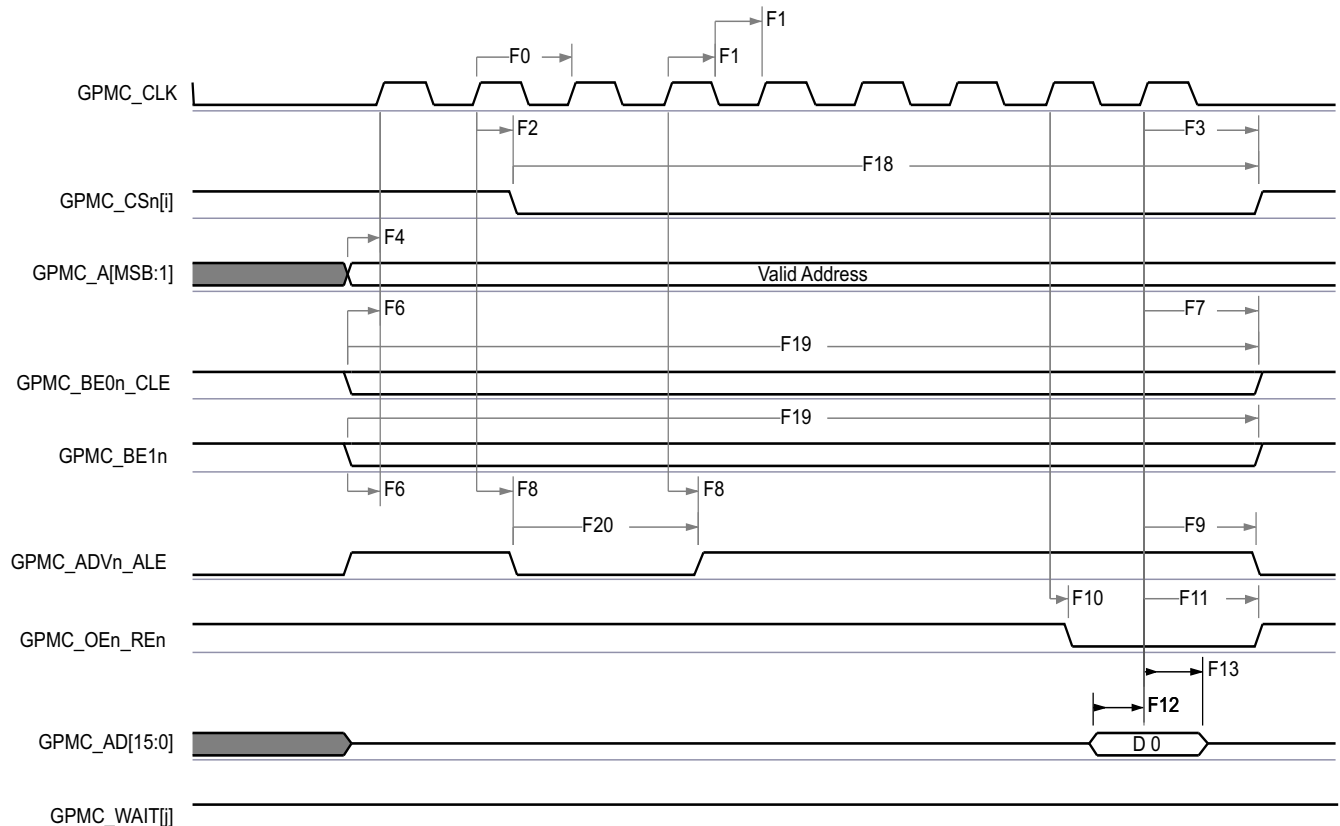 F1
F0
F1
GPMC_CLK
F2
F3
F18
GPMC_CSn[i]
F4
GPMC_A[MSB:1]
Valid Address
F6
F7
F19
GPMC_BE0n_CLE
F19
GPMC_BE1n
F6
F8
F8
F20
F9
GPMC_ADVn_ALE
F10
F11
GPMC_OEn_REn
F13
F12
GPMC_AD[15:0]
D 0
GPMC_WAIT[j]